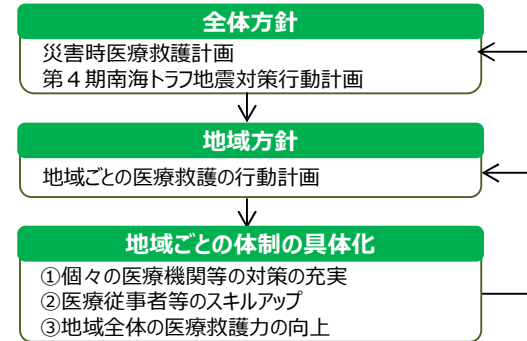 全体方針
災害時医療救護計画
第４期南海トラフ地震対策行動計画
地域方針
地域ごとの医療救護の行動計画
地域ごとの体制の具体化
①個々の医療機関等の対策の充実
②医療従事者等のスキルアップ
③地域全体の医療救護力の向上